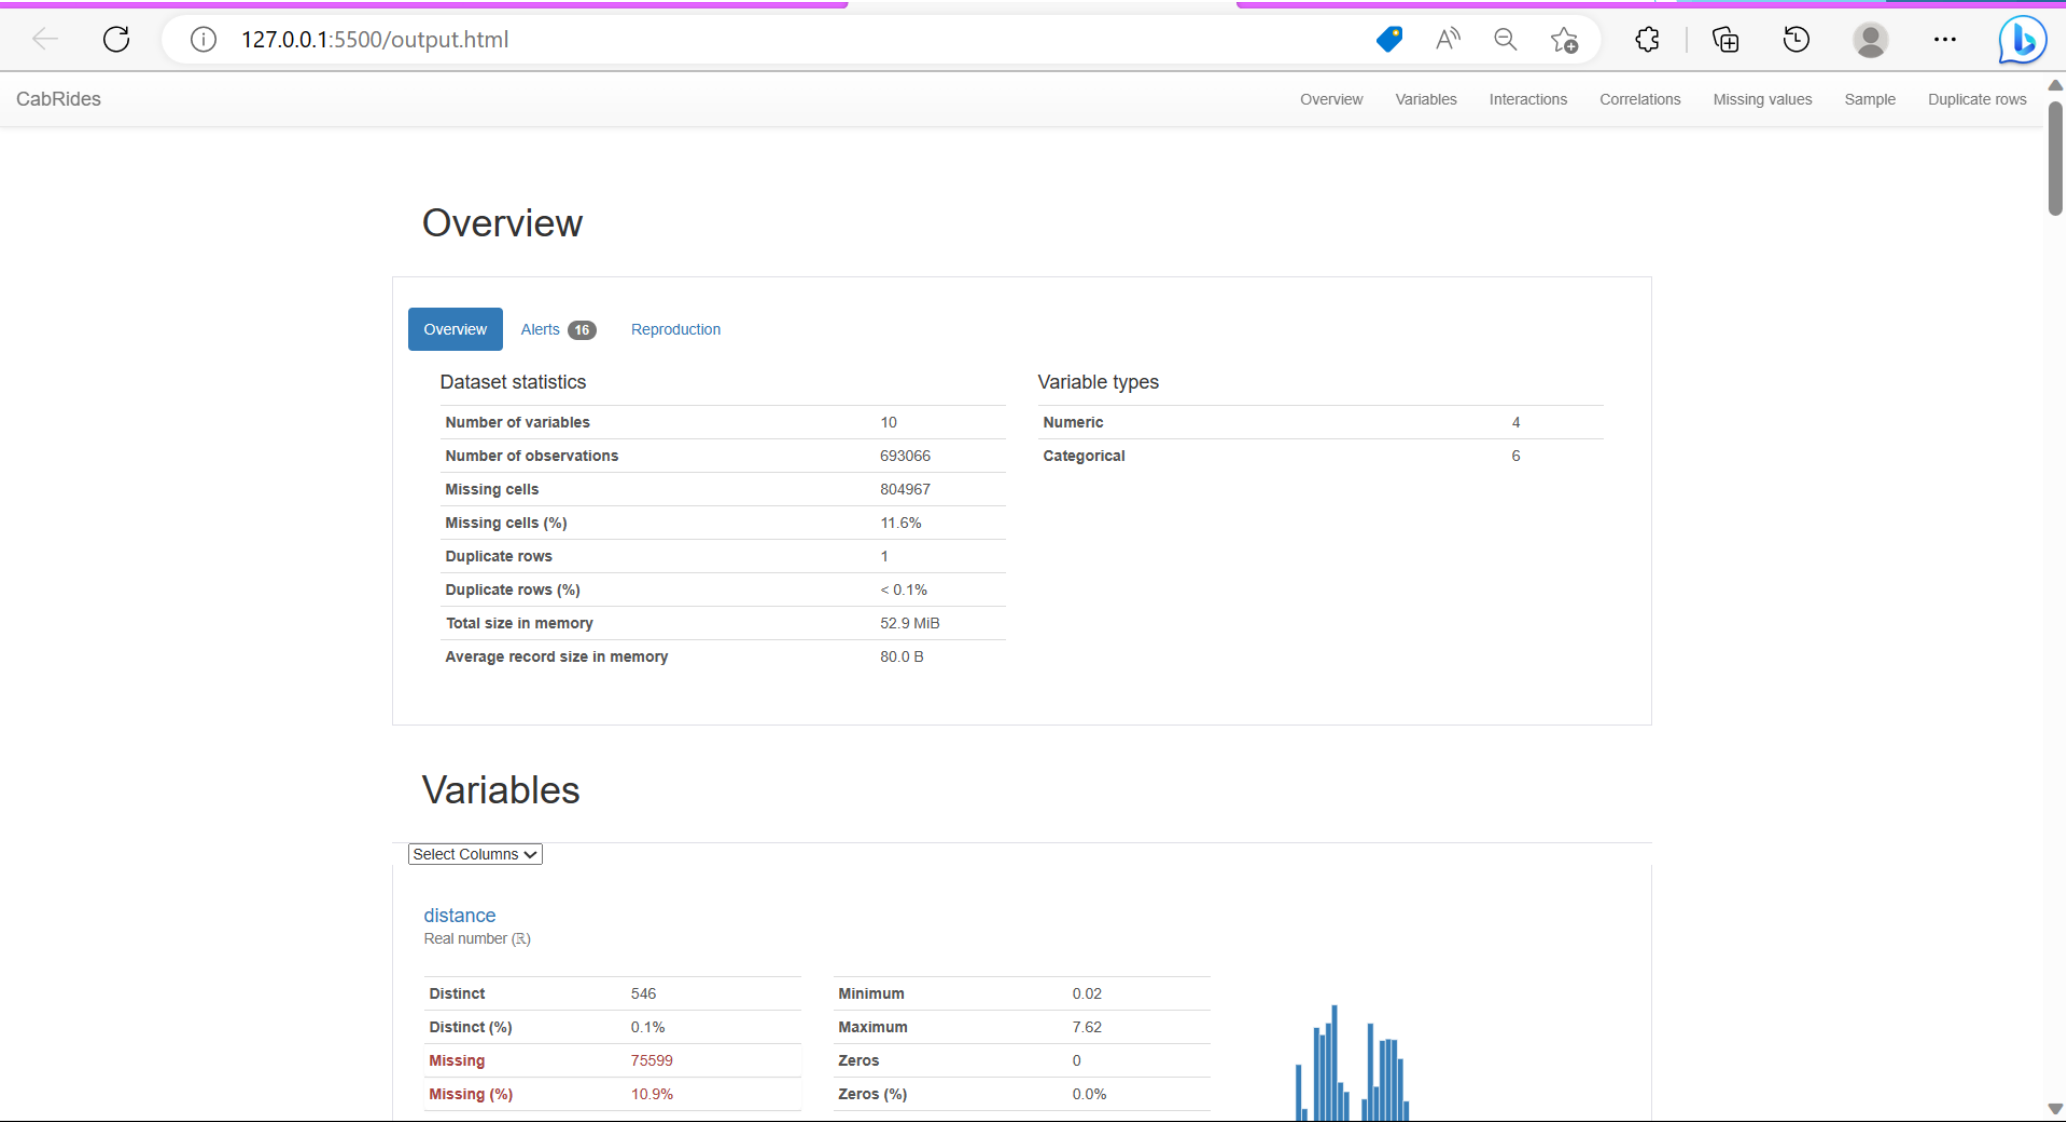 127.0.0.1:5500/output.html
CabRides Overview Variables Interactions Correlations Missing values Sample Duplicate rows
Overview
Overview Alerts 16 Reproduction
Dataset statistics Variable types
Number of variables 10 Numeric 4
Number of observations 693066 Categorical 6
Missing cells 804967
Missing cells (%) 11.6%
Duplicate rows 1
Duplicate rows (%) < 0.1%
Total size in memory 52.9 MiB
Average record size in memory 80.0 B
Variables
Select Columns
distance
Real number (ℝ)
Distinct 546 Minimum 0.02
Distinct (%) 0.1% Maximum 7.62
Missing 75599 Zeros 0
Missing (%) 10.9% Zeros (%) 0.0%